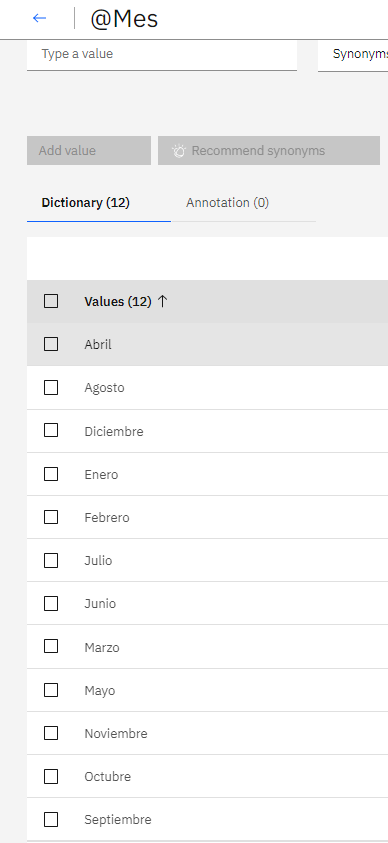 @Mes
Type a value
Synonyms
Add value
Recommend synonyms
Dictionary (12)
Annotation (0)
Values (12)
Abril
Agosto
Diciembre
Enero
Febrero
Julio
Junio
Marzo
Mayo
Noviembre
Octubre
Septiembre